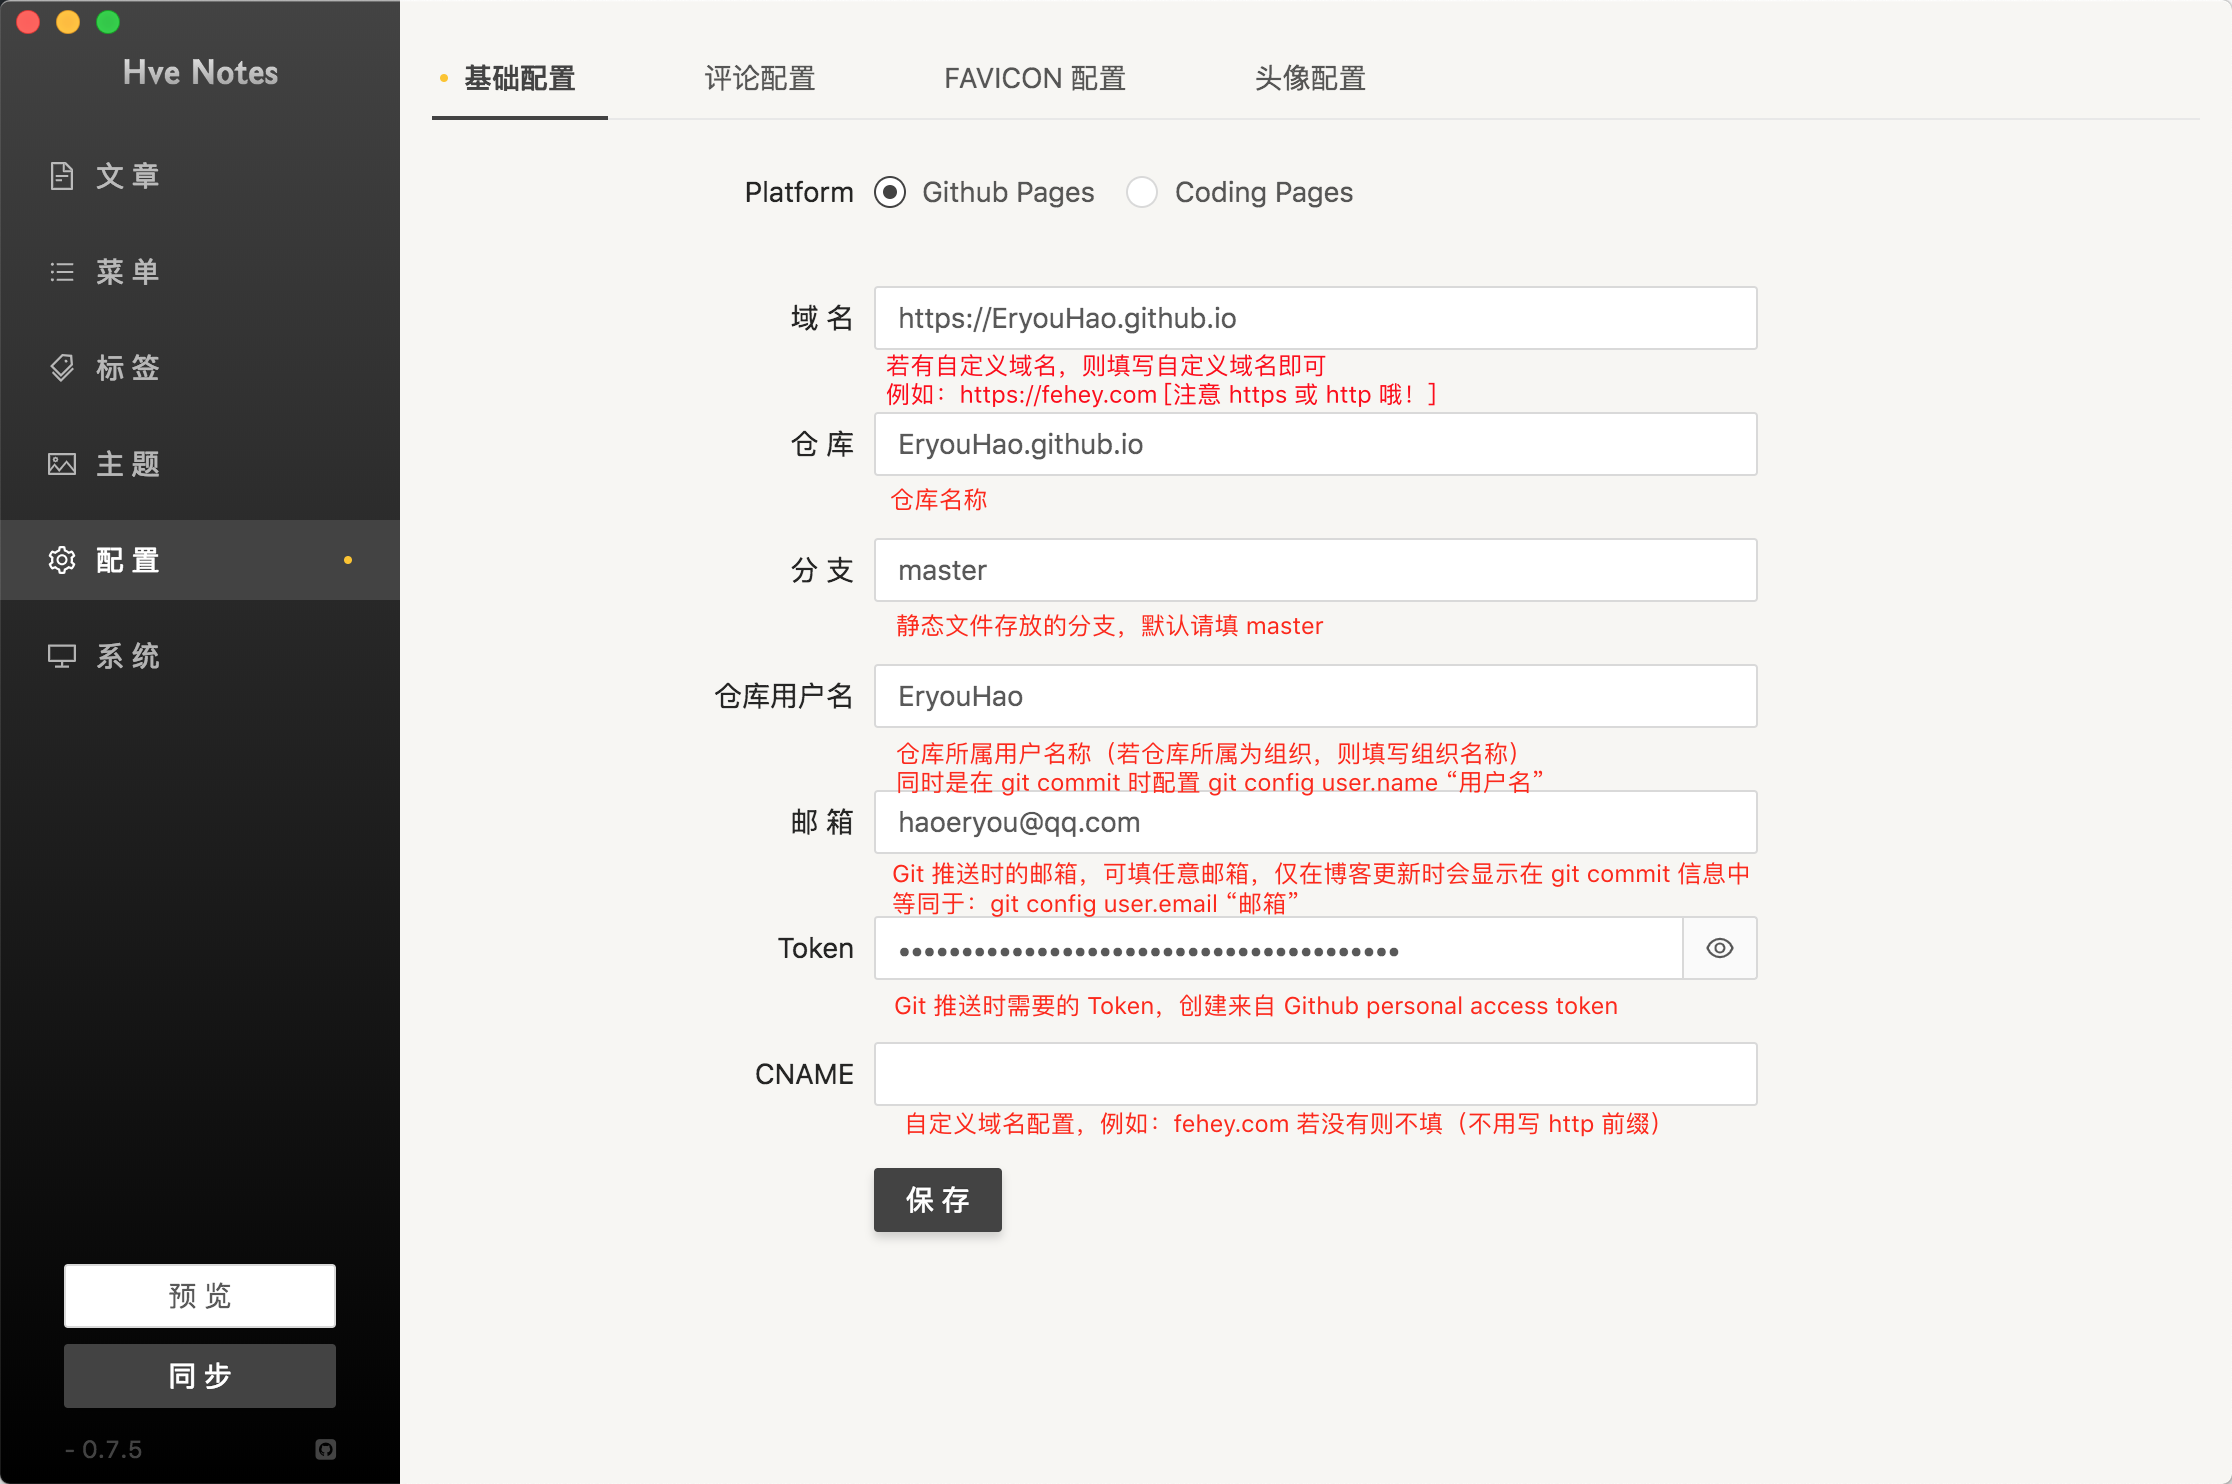 Hve Notes
文章
菜单
标签
主题
配置
系统
预览
同步
- 0.7.5
基础配置
评论配置
FAVICON 配置
头像配置
Platform
Github Pages
Coding Pages
域名
https://EryouHao.github.io
若有自定义域名，则填写自定义域名即可
例如：https://fehey.com [注意 https 或 http 哦！]
仓库
EryouHao.github.io
仓库名称
分支
master
静态文件存放的分支，默认请填 master
仓库用户名
EryouHao
仓库所属用户名称（若仓库所属为组织，则填写组织名称）
同时是在 git commit 时配置 git config user.name “用户名”
邮箱
haoeryou@qq.com
Git 推送时的邮箱，可填任意邮箱，仅在博客更新时会显示在 git commit 信息中
等同于：git config user.email “邮箱”
Token
••••••••••••••••••••••••••••••••••••••••
Git 推送时需要的 Token，创建来自 Github personal access token
CNAME
自定义域名配置，例如：fehey.com 若没有则不填（不用写 http 前缀）
保存